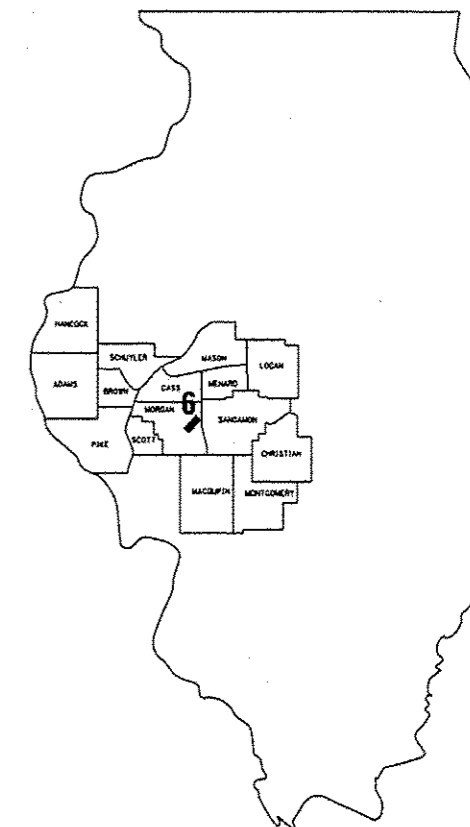 HANCOCK
SCHUYLER
MASON
LOGAN
ADAMS
BROWN
CASS
MENARD
MORGAN
6
SANGAMON
PIKE
SCOTT
CHRISTIAN
MACOUPIN
MONTGOMERY